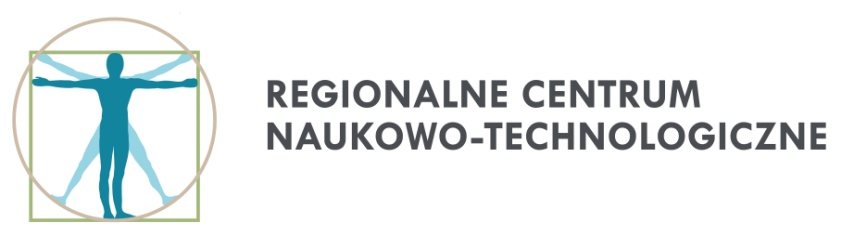 REGIONALNE CENTRUM
NAUKOWO-TECHNOLOGICZNE